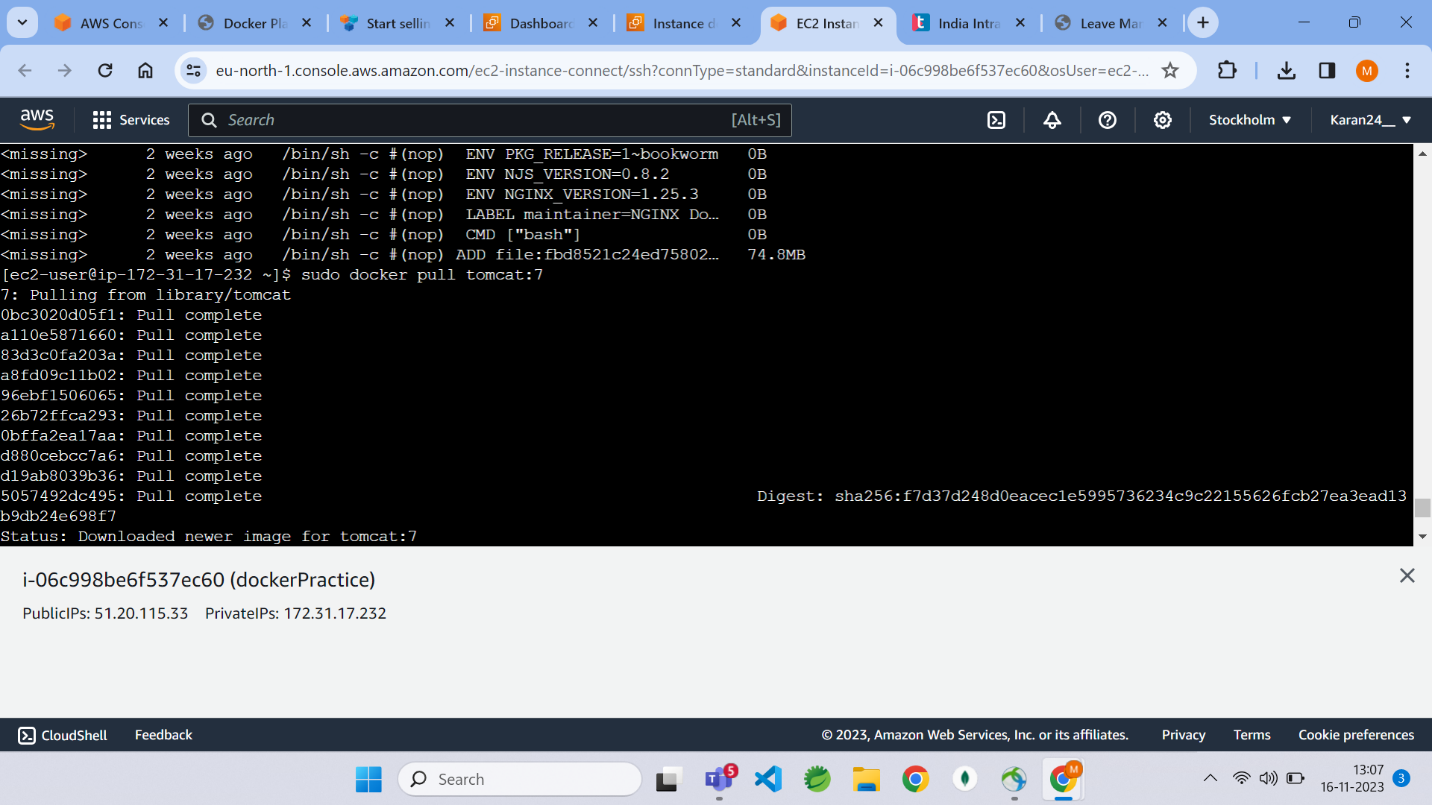 AWS Cons
Docker Pla
Start sellin
Dashboard
Instance d
EC2 Instan
India Intra
Leave Mar
eu-north-1.console.aws.amazon.com/ec2-instance-connect/ssh?connType=standard&instanceId=i-06c998be6f537ec60&osUser=ec2-...
M
aws
Services
Search
[Alt+S]
Stockholm
Karan24__
<missing> 2 weeks ago /bin/sh -c #(nop) ENV PKG_RELEASE=1~bookworm 0B
<missing> 2 weeks ago /bin/sh -c #(nop) ENV NJS_VERSION=0.8.2 0B
<missing> 2 weeks ago /bin/sh -c #(nop) ENV NGINX_VERSION=1.25.3 0B
<missing> 2 weeks ago /bin/sh -c #(nop) LABEL maintainer=NGINX Do… 0B
<missing> 2 weeks ago /bin/sh -c #(nop) CMD ["bash"] 0B
<missing> 2 weeks ago /bin/sh -c #(nop) ADD file:fbd8521c24ed75802… 74.8MB
[ec2-user@ip-172-31-17-232 ~]$ sudo docker pull tomcat:7
7: Pulling from library/tomcat
0bc3020d05f1: Pull complete
a110e5871660: Pull complete
83d3c0fa203a: Pull complete
a8fd09c11b02: Pull complete
96ebf1506065: Pull complete
26b72ffca293: Pull complete
0bffa2ea17aa: Pull complete
d880cebcc7a6: Pull complete
d19ab8039b36: Pull complete
5057492dc495: Pull complete Digest: sha256:f7d37d248d0eacec1e5995736234c9c22155626fcb27ea3ead13
b9db24e698f7
Status: Downloaded newer image for tomcat:7
i-06c998be6f537ec60 (dockerPractice)
PublicIPs: 51.20.115.33 PrivateIPs: 172.31.17.232
CloudShell
Feedback
© 2023, Amazon Web Services, Inc. or its affiliates.
Privacy
Terms
Cookie preferences
Search
5
M
13:07
16-11-2023
3